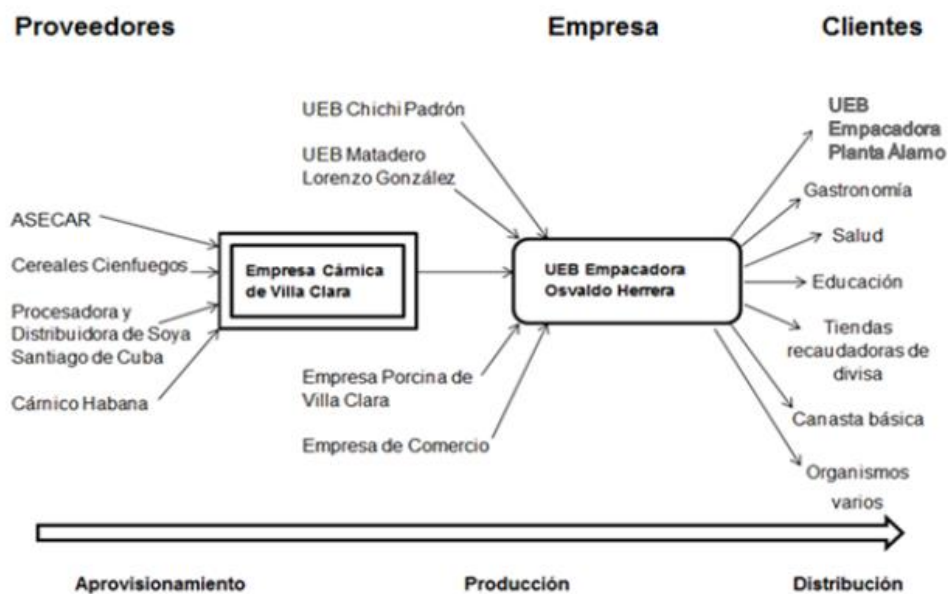 Proveedores
Empresa
Clientes
UEB Chichi Padrón
UEB Matadero
Lorenzo González
ASECAR
Cereales Cienfuegos
Procesadora y
Distribuidora de Soya
Santiago de Cuba
Cárnico Habana
Empresa Cárnica
de Villa Clara
UEB Empacadora
Osvaldo Herrera
Empresa Porcina de
Villa Clara
Empresa de Comercio
UEB
Empacadora
Planta Álamo
Gastronomía
Salud
Educación
Tiendas
recaudadoras de
divisa
Canasta básica
Organismos
varios
Aprovisionamiento
Producción
Distribución